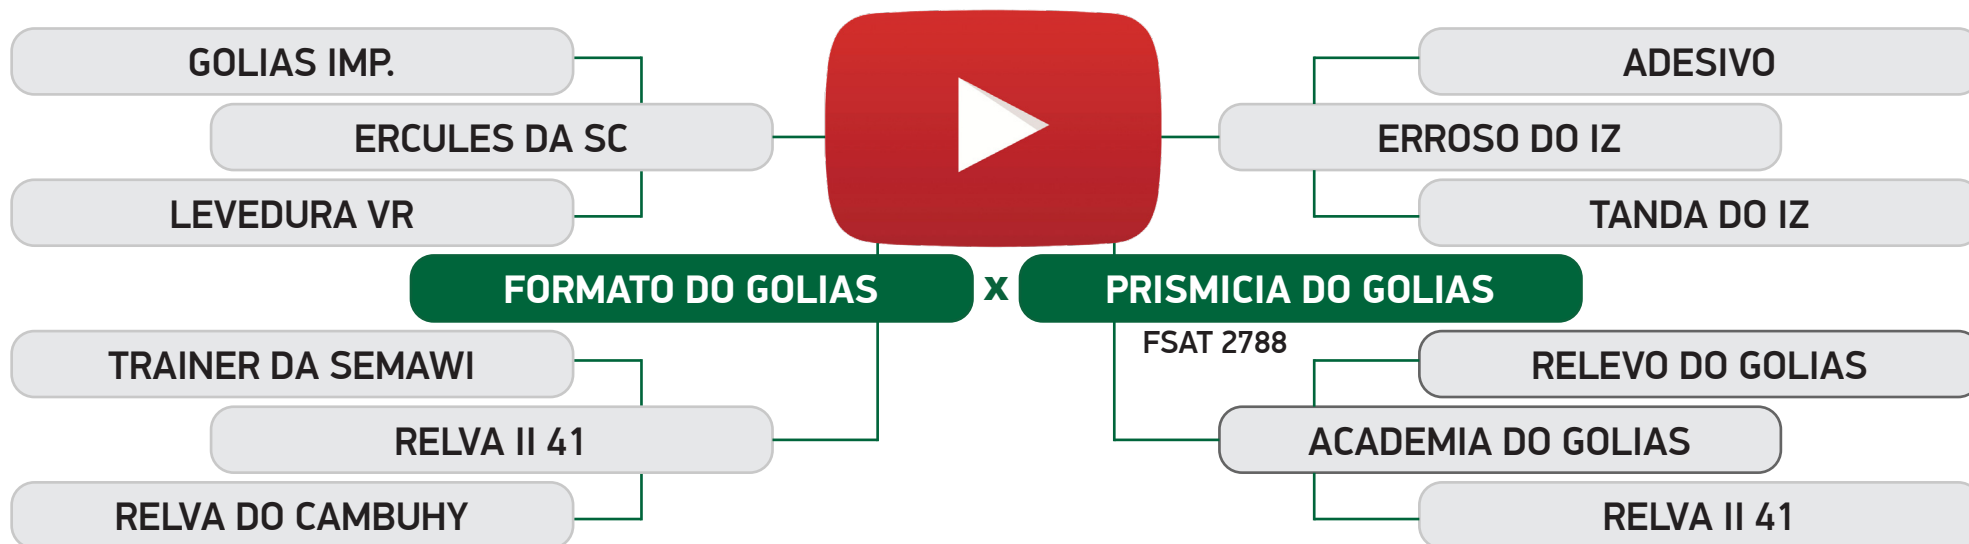 GOLIAS IMP.
ADESIVO
ERCULES DA SC
ERROSO DO IZ
LEVEDURA VR
TANDA DO IZ
FORMATO DO GOLIAS x PRISMICIA DO GOLIAS
FSAT 2788
TRAINER DA SEMAWI
RELEVO DO GOLIAS
RELVA II 41
ACADEMIA DO GOLIAS
RELVA DO CAMBUHY
RELVA II 41